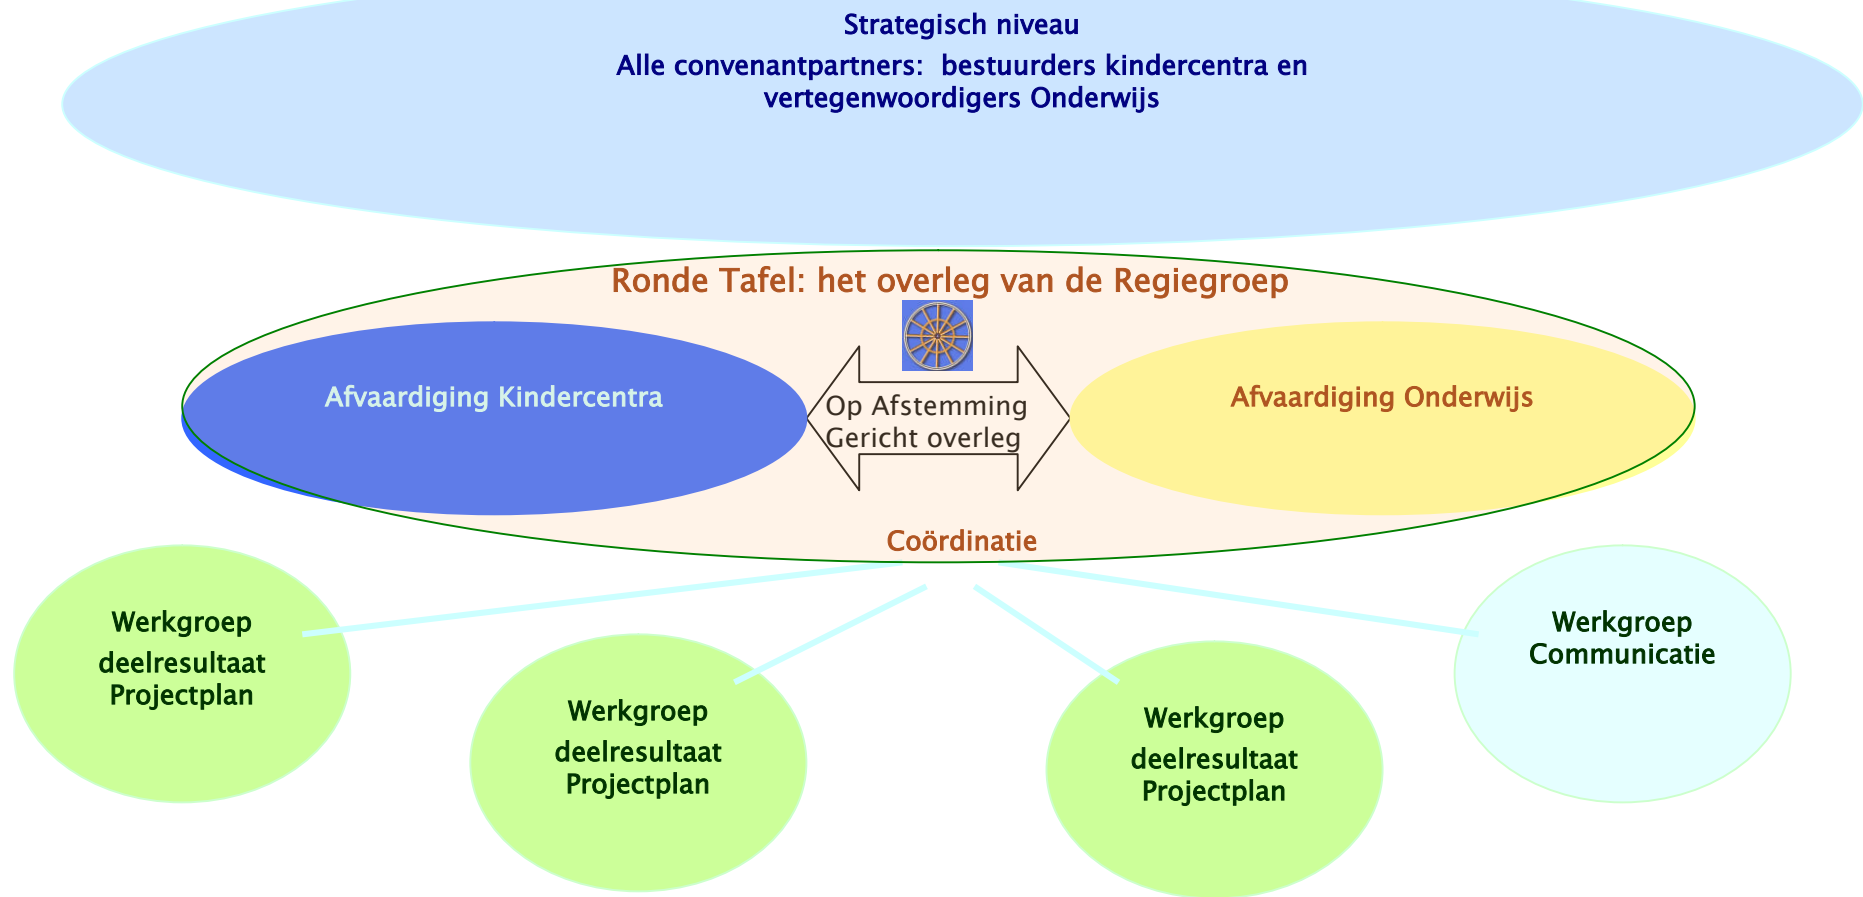 Strategisch niveau
Alle convenantpartners:  bestuurders kindercentra en
vertegenwoordigers Onderwijs
Ronde Tafel: het overleg van de Regiegroep
Afvaardiging Kindercentra
Op Afstemming
Gericht overleg
Afvaardiging Onderwijs
Coördinatie
Werkgroep
deelresultaat
Projectplan
Werkgroep
deelresultaat
Projectplan
Werkgroep
deelresultaat
Projectplan
Werkgroep
Communicatie